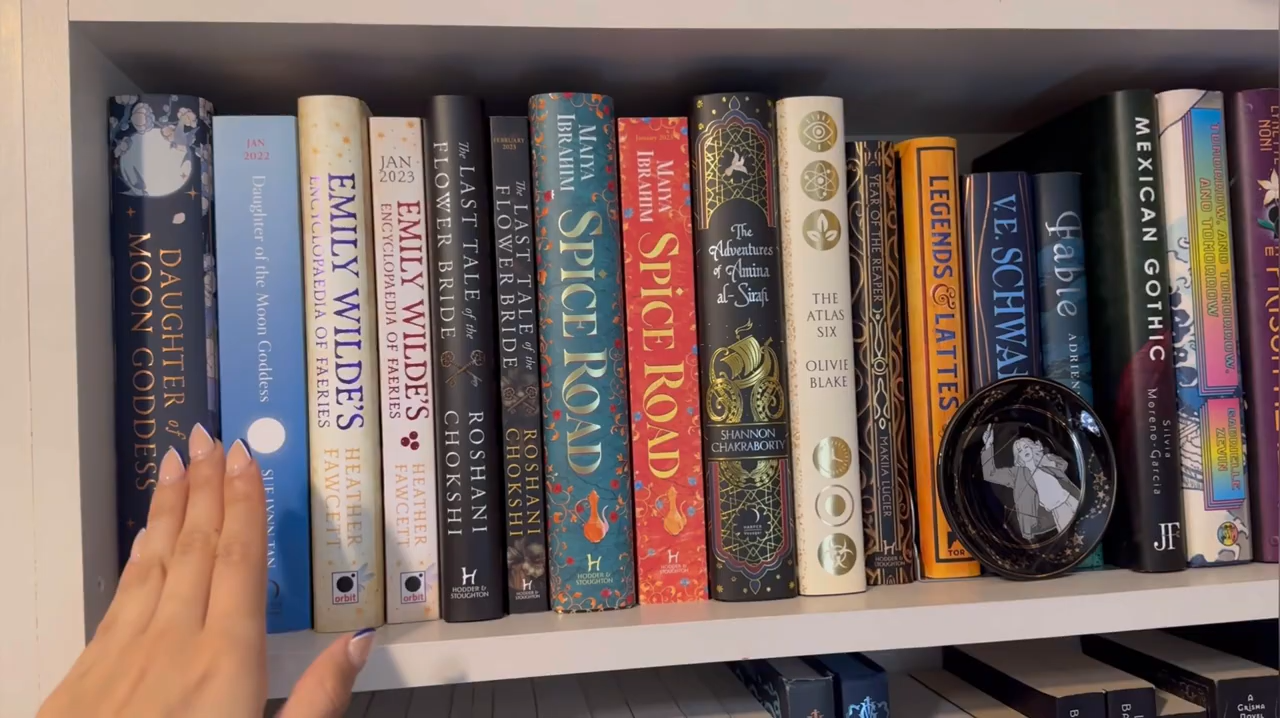 DAUGHTER of
MOON GODDESS
JAN
2022
Daughter of the Moon Goddess
SUE LYNN TAN
EMILY WILDE'S
ENCYCLOPAEDIA OF FAERIES
HEATHER
FAWCETT
orbit
JAN
2023
EMILY WILDE'S
ENCYCLOPAEDIA OF FAERIES
HEATHER
FAWCETT
orbit
The LAST TALE of the
FLOWER BRIDE
ROSHANI
CHOKSHI
HODDER &
STOUGHTON
FEBRUARY
2023
The LAST TALE of the
FLOWER BRIDE
ROSHANI
CHOKSHI
HODDER &
STOUGHTON
MAIYA
IBRAHIM
SPICE ROAD
HODDER &
STOUGHTON
MAIYA
IBRAHIM
SPICE ROAD
HODDER &
STOUGHTON
The
Adventures
of Amina
al-Sirafi
SHANNON
CHAKRABORTY
THE
ATLAS
SIX
OLIVIE
BLAKE
YEAR OF THE REAPER
MAKIIA LUCIER
HODDER &
STOUGHTON
LEGENDS & LATTES
TOR
V.E. SCHWA
Fable
ADRIEN
MEXICAN GOTHIC
Silvia
Moreno-Garcia
JF
TOMORROW, AND TOMORROW,
AND TOMORROW
GABRIELLE
ZEVIN
A
GRISHA
NOVEL